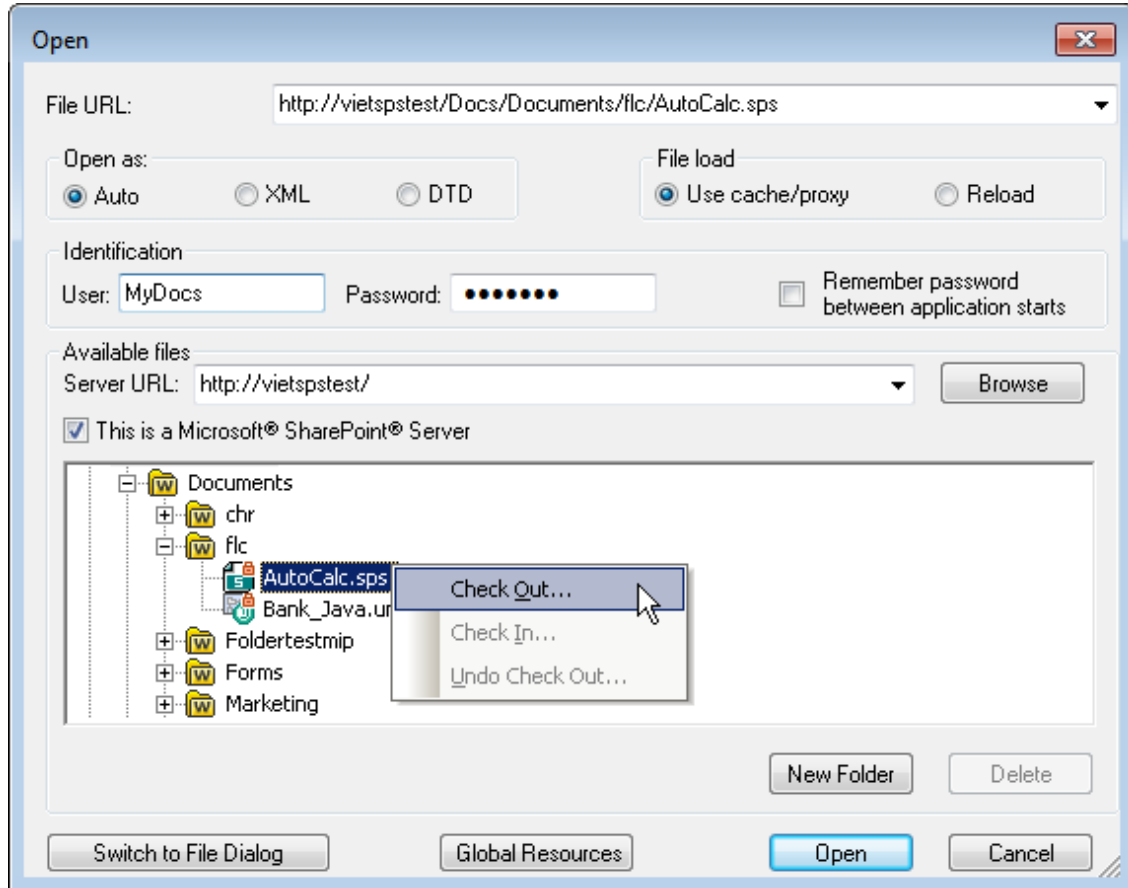 Open
File URL: http://vietspstest/Docs/Documents/flc/AutoCalc.sps
Open as: File load
Auto XML DTD Use cache/proxy Reload
Identification
User: MyDocs Password: ●●●●●●● Remember password
between application starts
Available files
Server URL: http://vietspstest/ Browse
This is a Microsoft® SharePoint® Server
Documents
chr
flc
AutoCalc.sps Check Out...
Bank_Java.um
Check In...
Foldertestmip
Forms Undo Check Out...
Marketing
New Folder Delete
Switch to File Dialog Global Resources Open Cancel